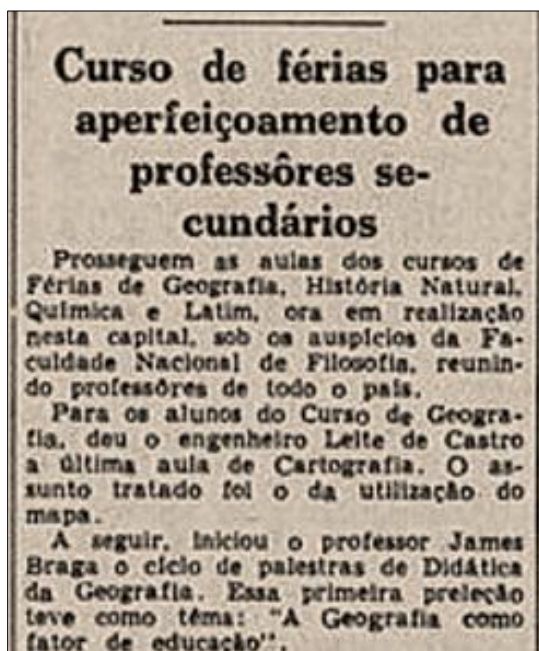 Curso de férias para
aperfeiçoamento de
professôres se-
cundários
Prosseguem as aulas dos cursos de
Férias de Geografia, História Natural,
Química e Latim, ora em realização
nesta capital, sob os auspícios da Fa-
culdade Nacional de Filosofia, reunin-
do professôres de todo o país.
Para os alunos do Curso de Geogra-
fia, deu o engenheiro Leite de Castro
a última aula de Cartografia. O as-
sunto tratado foi o da utilização do
mapa.
A seguir, iniciou o professor James
Braga o ciclo de palestras de Didática
da Geografia. Essa primeira preleção
teve como têma: "A Geografia como
fator de educação".